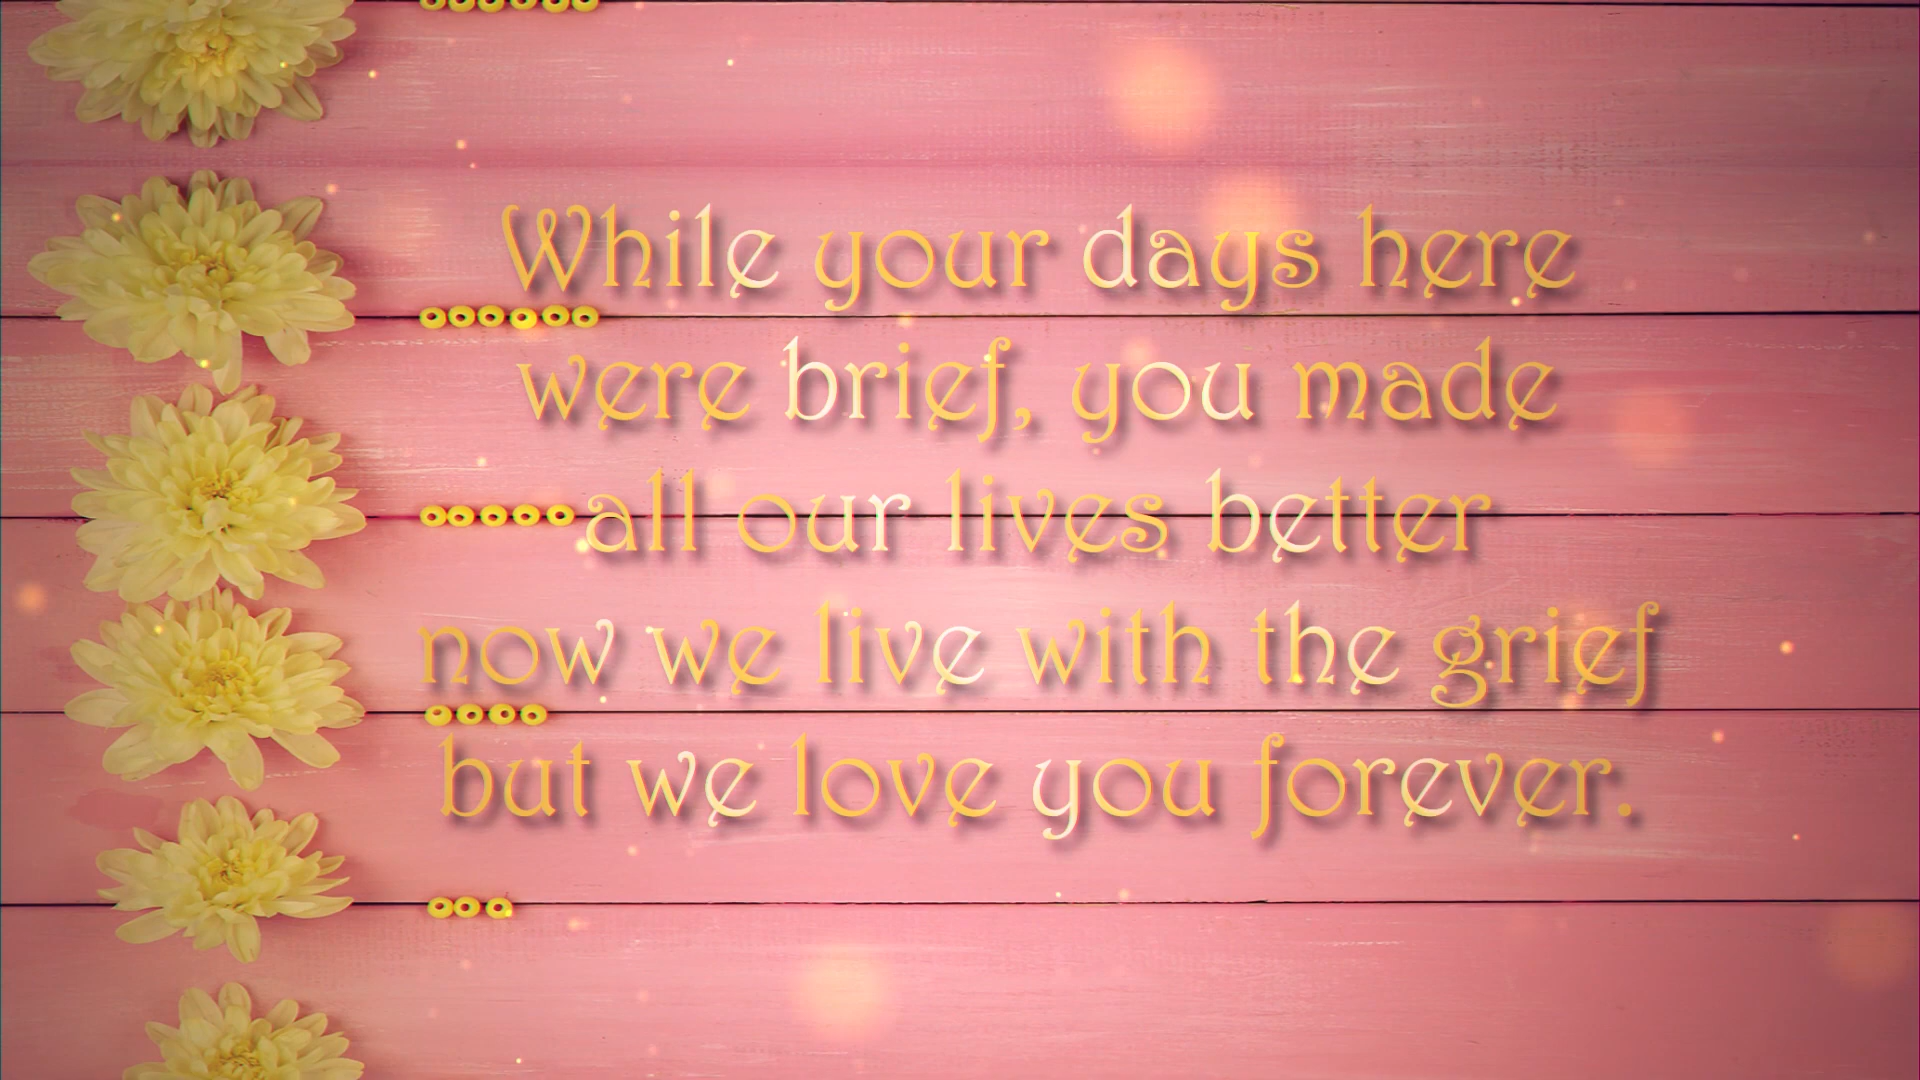 While your days here
were brief, you made
all our lives better
now we live with the grief
but we love you forever.